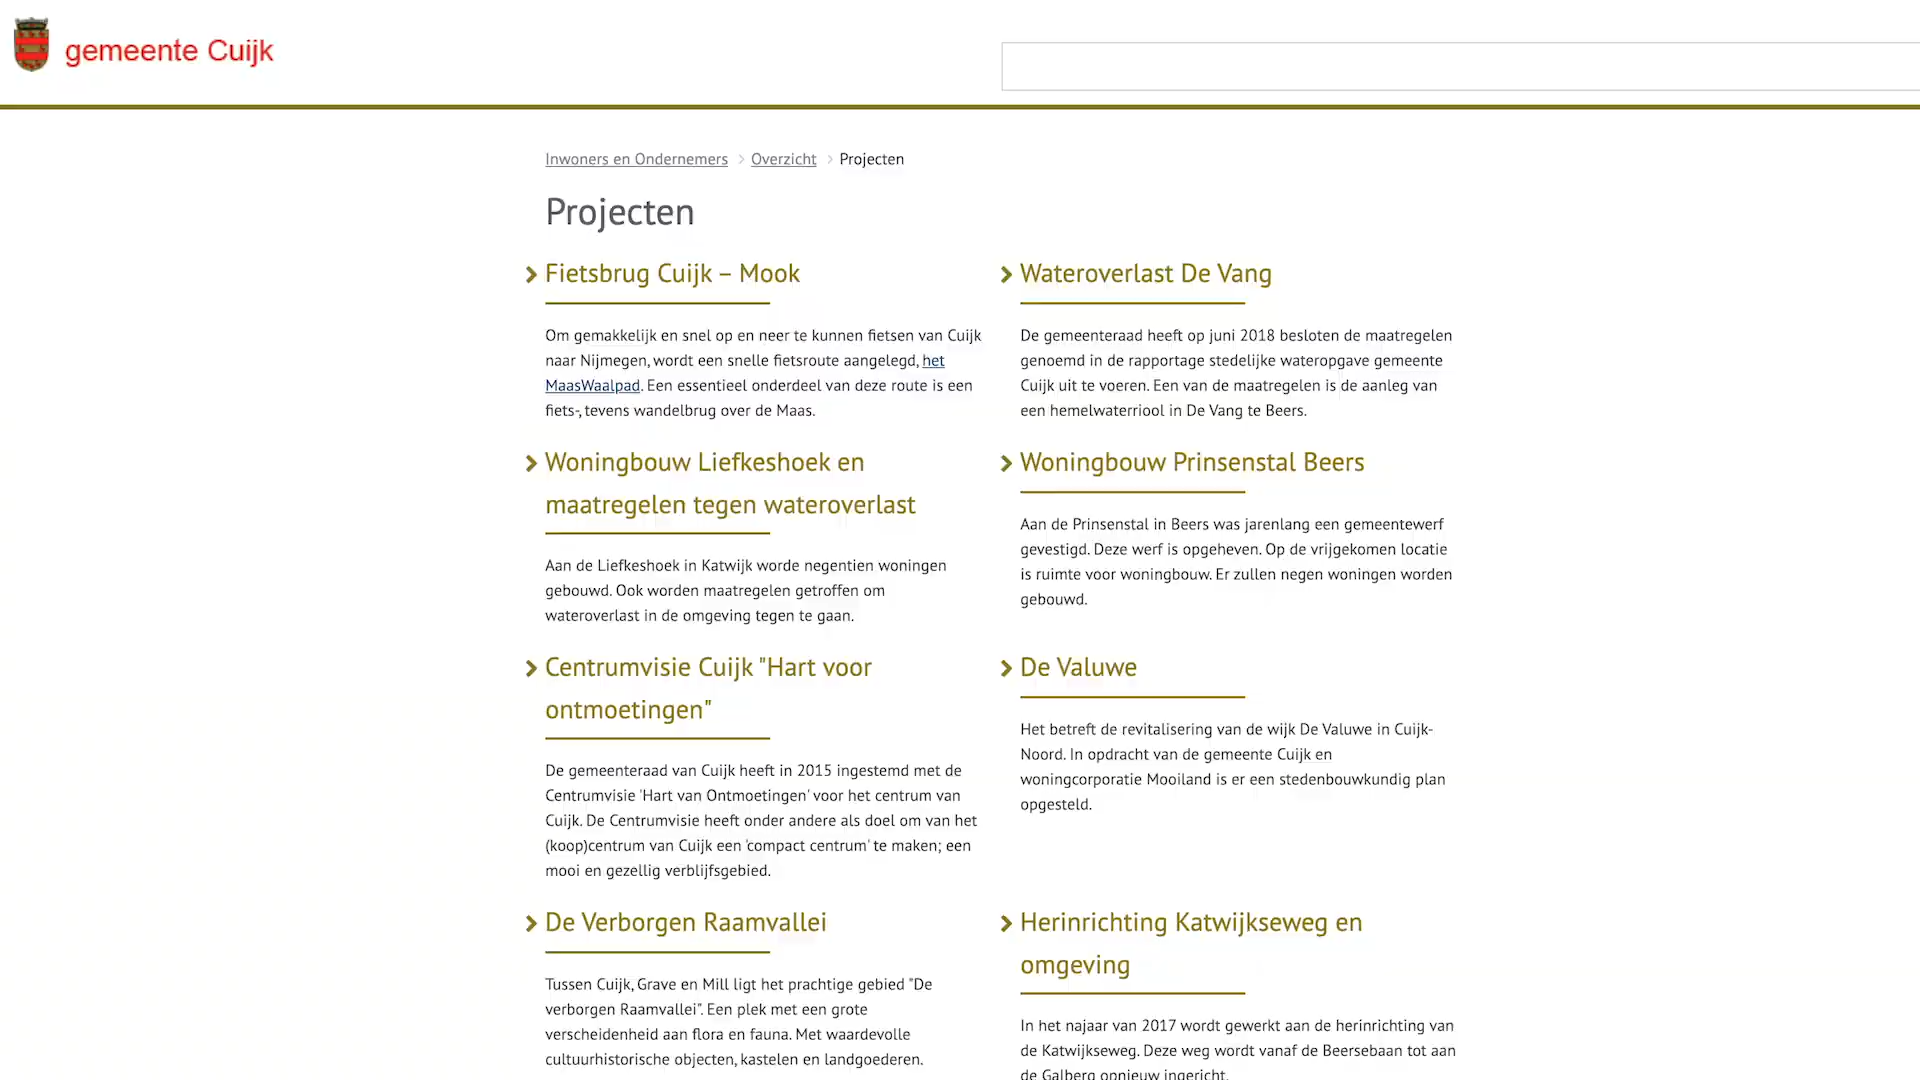 gemeente Cuijk
Inwoners en Ondernemers > Overzicht > Projecten
Projecten
Fietsbrug Cuijk – Mook
Om gemakkelijk en snel op en neer te kunnen fietsen van Cuijk
naar Nijmegen, wordt een snelle fietsroute aangelegd, het
MaasWaalpad. Een essentieel onderdeel van deze route is een
fiets-, tevens wandelbrug over de Maas.
Wateroverlast De Vang
De gemeenteraad heeft op juni 2018 besloten de maatregelen
genoemd in de rapportage stedelijke wateropgave gemeente
Cuijk uit te voeren. Een van de maatregelen is de aanleg van
een hemelwaterriool in De Vang te Beers.
Woningbouw Liefkeshoek en
maatregelen tegen wateroverlast
Aan de Liefkeshoek in Katwijk worde negentien woningen
gebouwd. Ook worden maatregelen getroffen om
wateroverlast in de omgeving tegen te gaan.
Woningbouw Prinsenstal Beers
Aan de Prinsenstal in Beers was jarenlang een gemeentewerf
gevestigd. Deze werf is opgeheven. Op de vrijgekomen locatie
is ruimte voor woningbouw. Er zullen negen woningen worden
gebouwd.
Centrumvisie Cuijk "Hart voor
ontmoetingen"
De gemeenteraad van Cuijk heeft in 2015 ingestemd met de
Centrumvisie 'Hart van Ontmoetingen' voor het centrum van
Cuijk. De Centrumvisie heeft onder andere als doel om van het
(koop)centrum van Cuijk een 'compact centrum' te maken; een
mooi en gezellig verblijfsgebied.
De Valuwe
Het betreft de revitalisering van de wijk De Valuwe in Cuijk-
Noord. In opdracht van de gemeente Cuijk en
woningcorporatie Mooiland is er een stedenbouwkundig plan
opgesteld.
De Verborgen Raamvallei
Tussen Cuijk, Grave en Mill ligt het prachtige gebied "De
verborgen Raamvallei". Een plek met een grote
verscheidenheid aan flora en fauna. Met waardevolle
cultuurhistorische objecten, kastelen en landgoederen.
Herinrichting Katwijkseweg en
omgeving
In het najaar van 2017 wordt gewerkt aan de herinrichting van
de Katwijkseweg. Deze weg wordt vanaf de Beersebaan tot aan
de Galberg opnieuw ingericht.